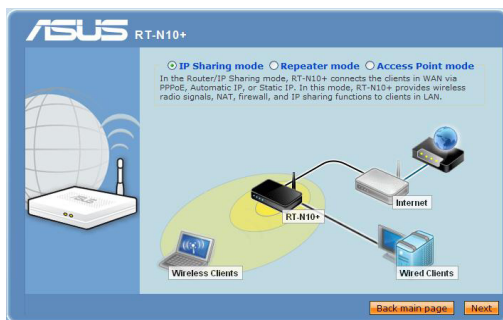 ASUS RT-N10+
IP Sharing mode Repeater mode Access Point mode
In the Router/IP Sharing mode, RT-N10+ connects the clients in WAN via
PPPoE, Automatic IP, or Static IP. In this mode, RT-N10+ provides wireless
radio signals, NAT, firewall, and IP sharing functions to clients in LAN.
Internet
RT-N10+
Wireless Clients
Wired Clients
Back main page Next